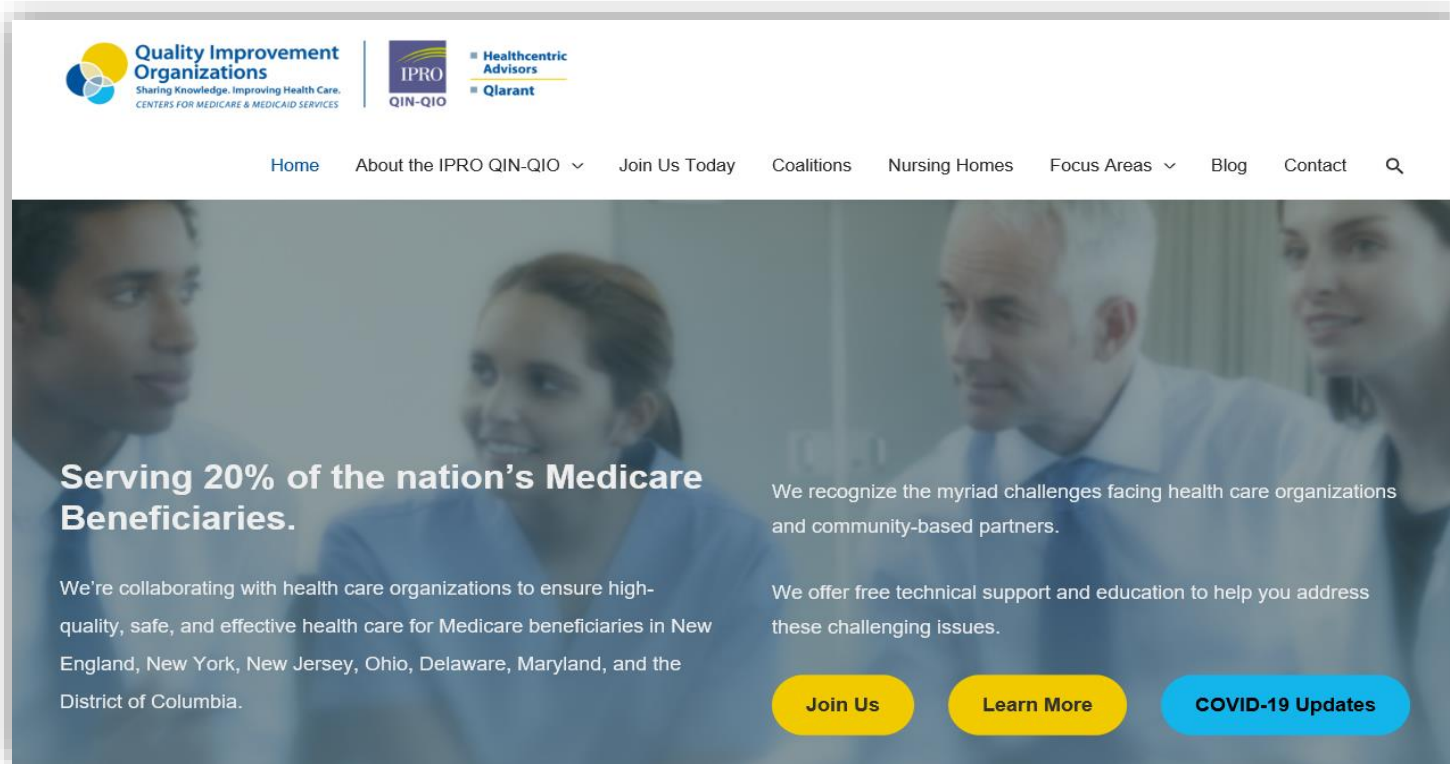 Quality Improvement
Organizations
Sharing Knowledge. Improving Health Care.
CENTERS FOR MEDICARE & MEDICAID SERVICES
IPRO
QIN-QIO
Healthcentric
Advisors
Qlarant
Home About the IPRO QIN-QIO Join Us Today Coalitions Nursing Homes Focus Areas Blog Contact
Serving 20% of the nation’s Medicare
Beneficiaries.
We’re collaborating with health care organizations to ensure high-
quality, safe, and effective health care for Medicare beneficiaries in New
England, New York, New Jersey, Ohio, Delaware, Maryland, and the
District of Columbia.
We recognize the myriad challenges facing health care organizations
and community-based partners.
We offer free technical support and education to help you address
these challenging issues.
Join Us Learn More COVID-19 Updates